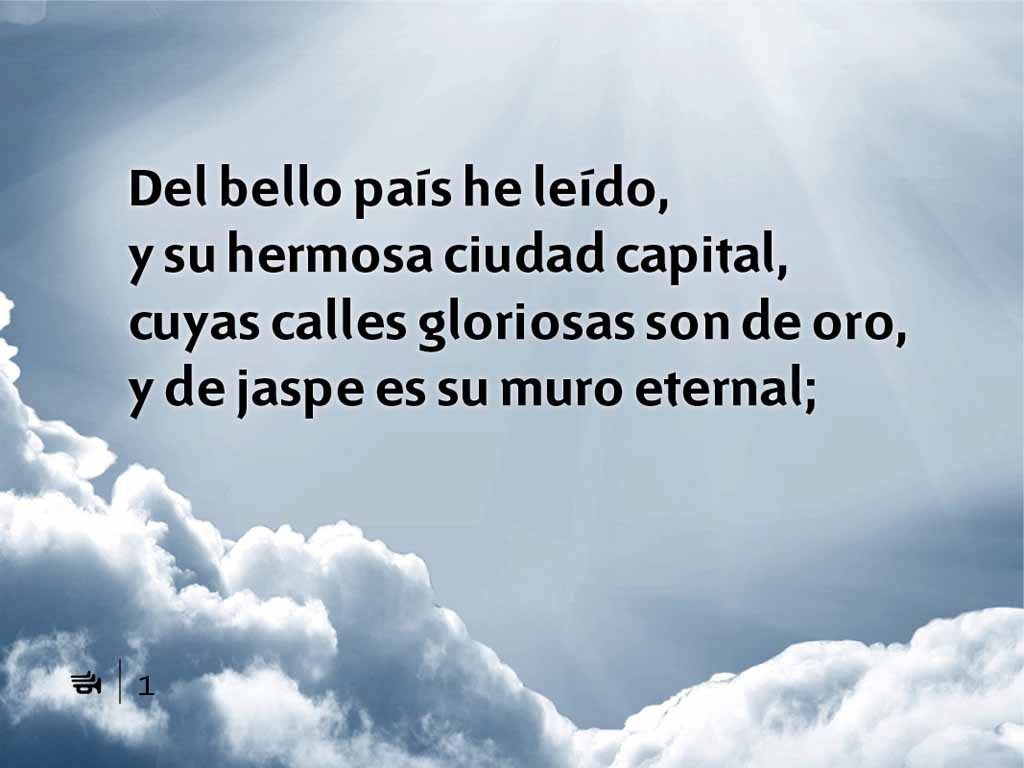 Del bello país he leído,
y su hermosa ciudad capital,
cuyas calles gloriosas son de oro,
y de jaspe es su muro eternal;
1